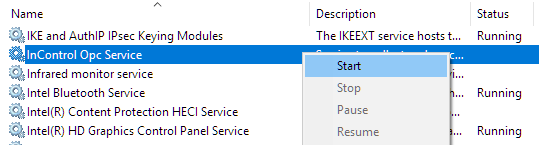 Name Description Status
IKE and AuthIP IPsec Keying Modules The IKEEXT service hosts t... Running
InControl Opc Service
Start
Infrared monitor service
Stop
Intel Bluetooth Service Running
Pause
Intel(R) Content Protection HECI Service
Resume
Intel(R) HD Graphics Control Panel Service Running